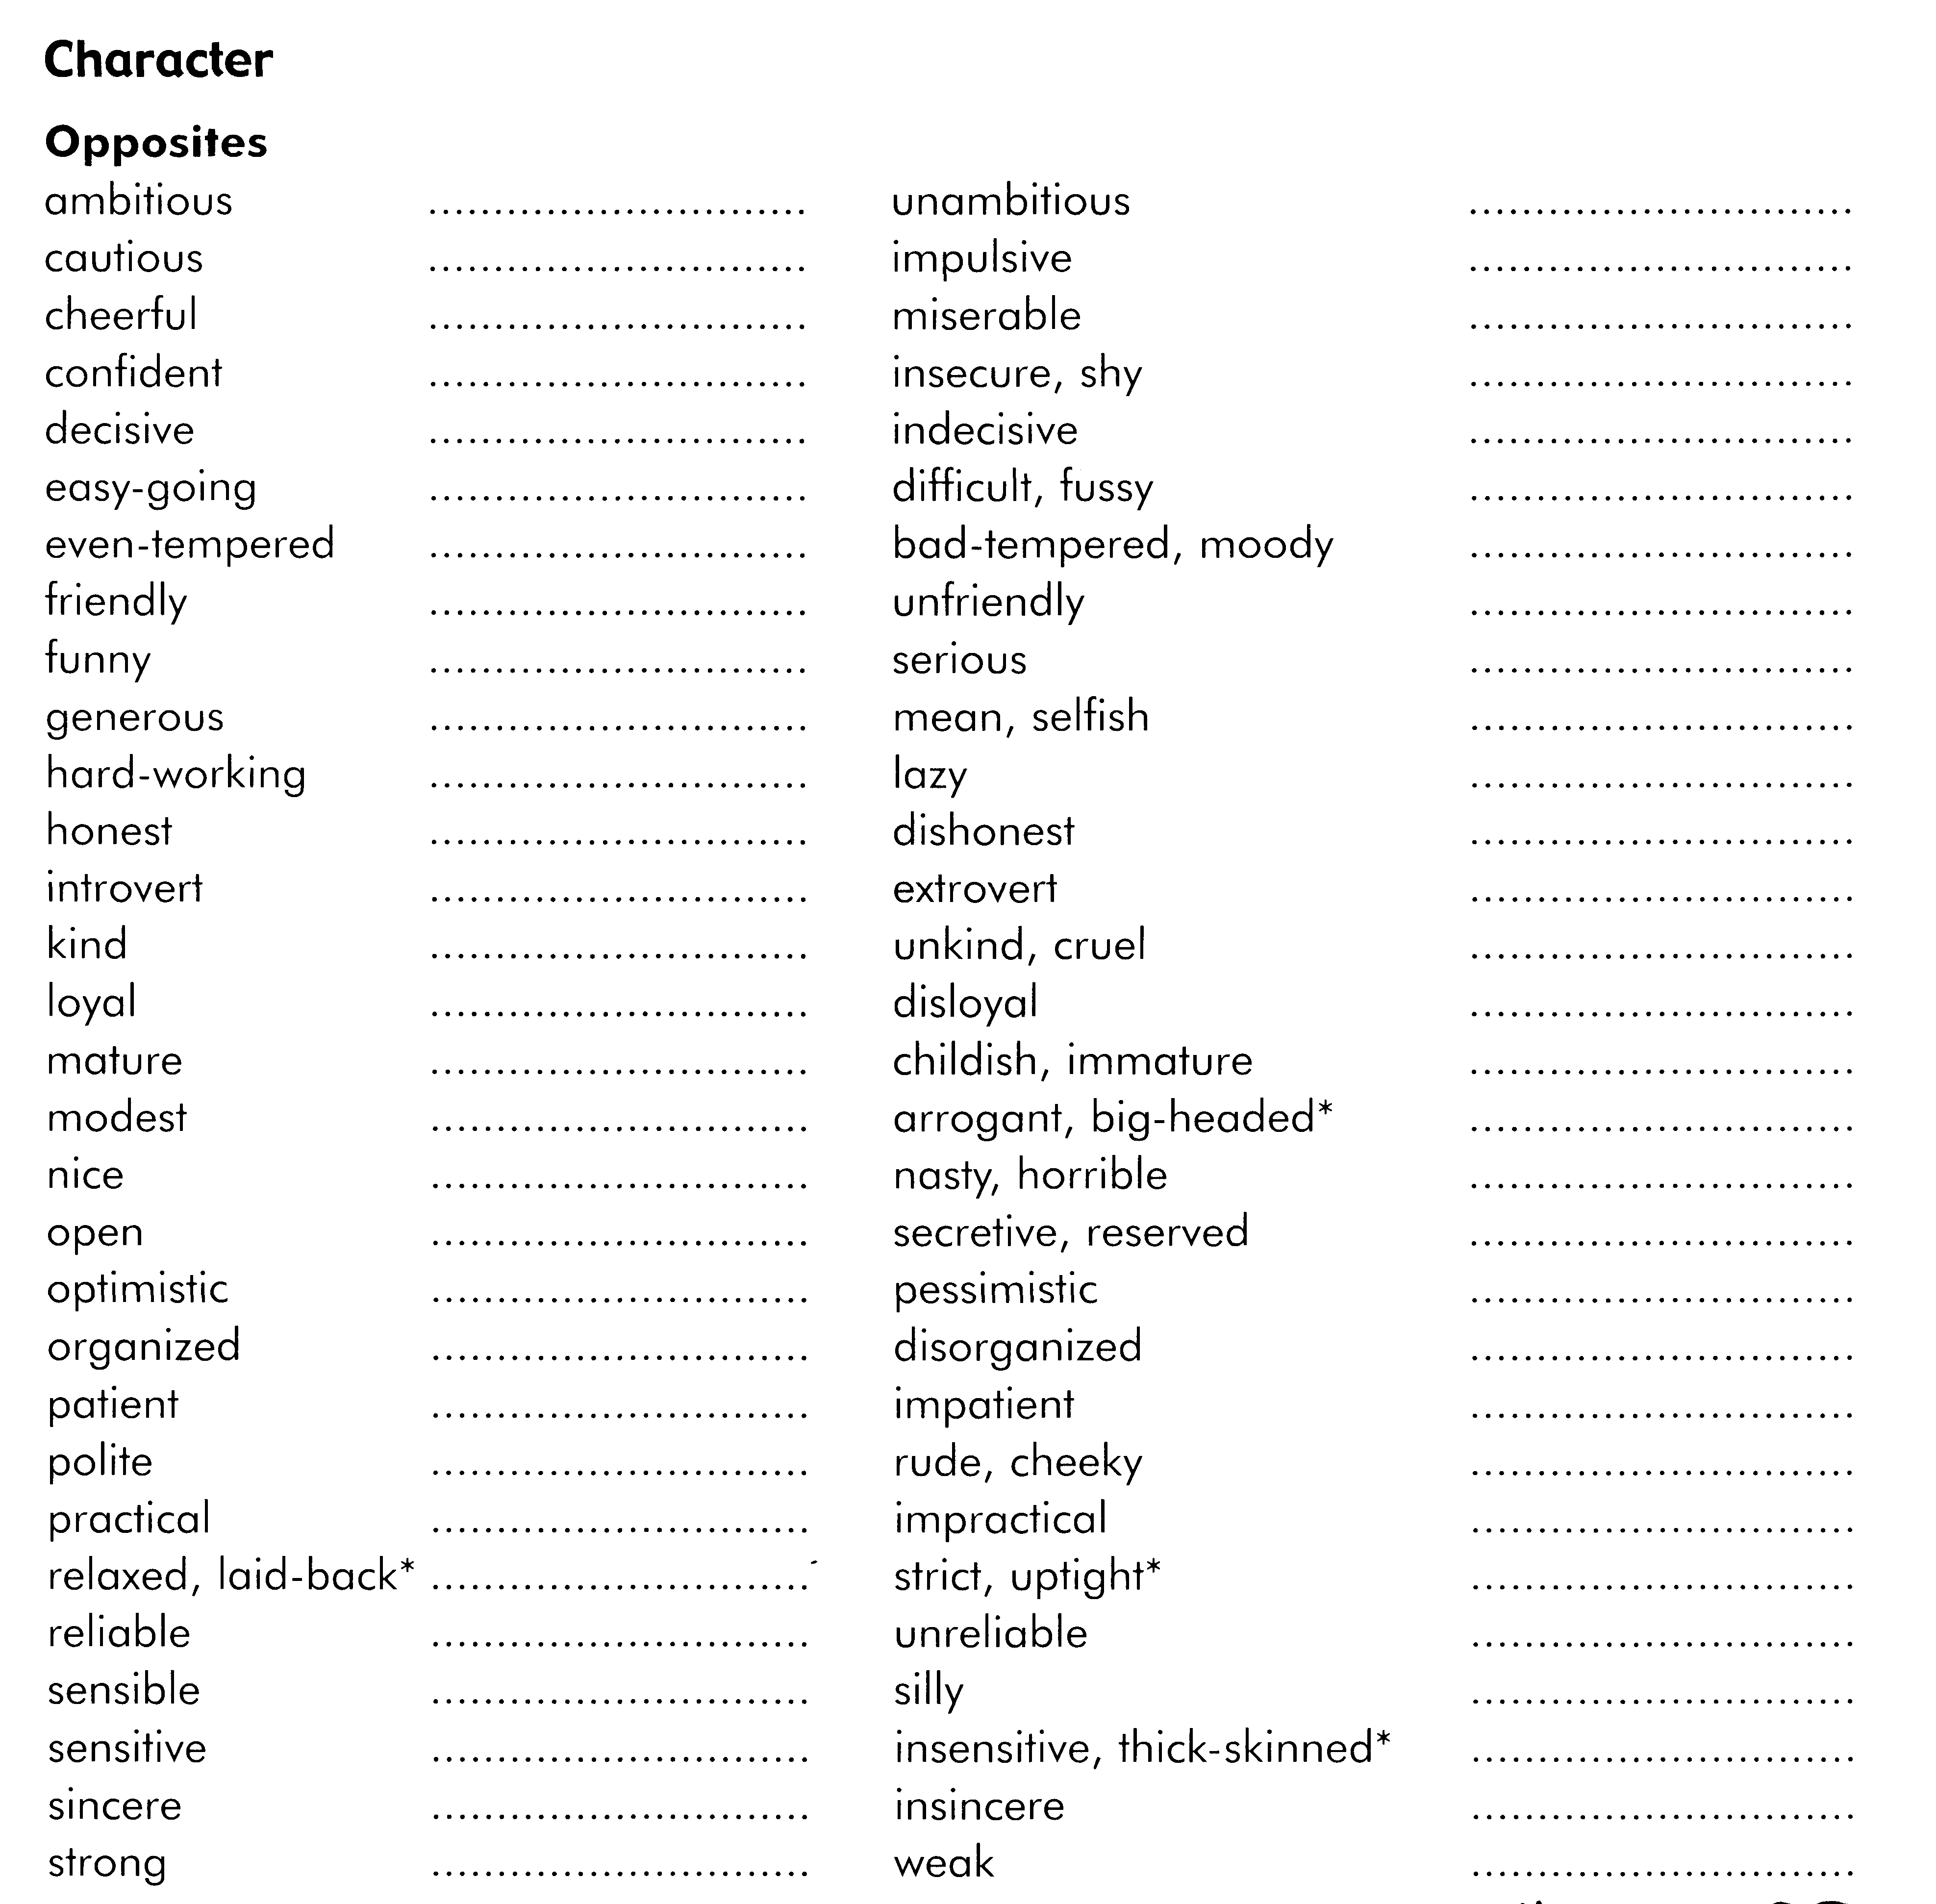 Character
Opposites
ambitious ............................. unambitious .............................
cautious ............................. impulsive .............................
cheerful ............................. miserable .............................
confident ............................. insecure, shy .............................
decisive ............................. indecisive .............................
easy-going ............................. difficult, fussy .............................
even-tempered ............................. bad-tempered, moody .............................
friendly ............................. unfriendly .............................
funny ............................. serious .............................
generous ............................. mean, selfish .............................
hard-working ............................. lazy .............................
honest ............................. dishonest .............................
introvert ............................. extrovert .............................
kind ............................. unkind, cruel .............................
loyal ............................. disloyal .............................
mature ............................. childish, immature .............................
modest ............................. arrogant, big-headed* .............................
nice ............................. nasty, horrible .............................
open ............................. secretive, reserved .............................
optimistic ............................. pessimistic .............................
organized ............................. disorganized .............................
patient ............................. impatient .............................
polite ............................. rude, cheeky .............................
practical ............................. impractical .............................
relaxed, laid-back* ............................. strict, uptight* .............................
reliable ............................. unreliable .............................
sensible ............................. silly .............................
sensitive ............................. insensitive, thick-skinned* .............................
sincere ............................. insincere .............................
strong ............................. weak .............................